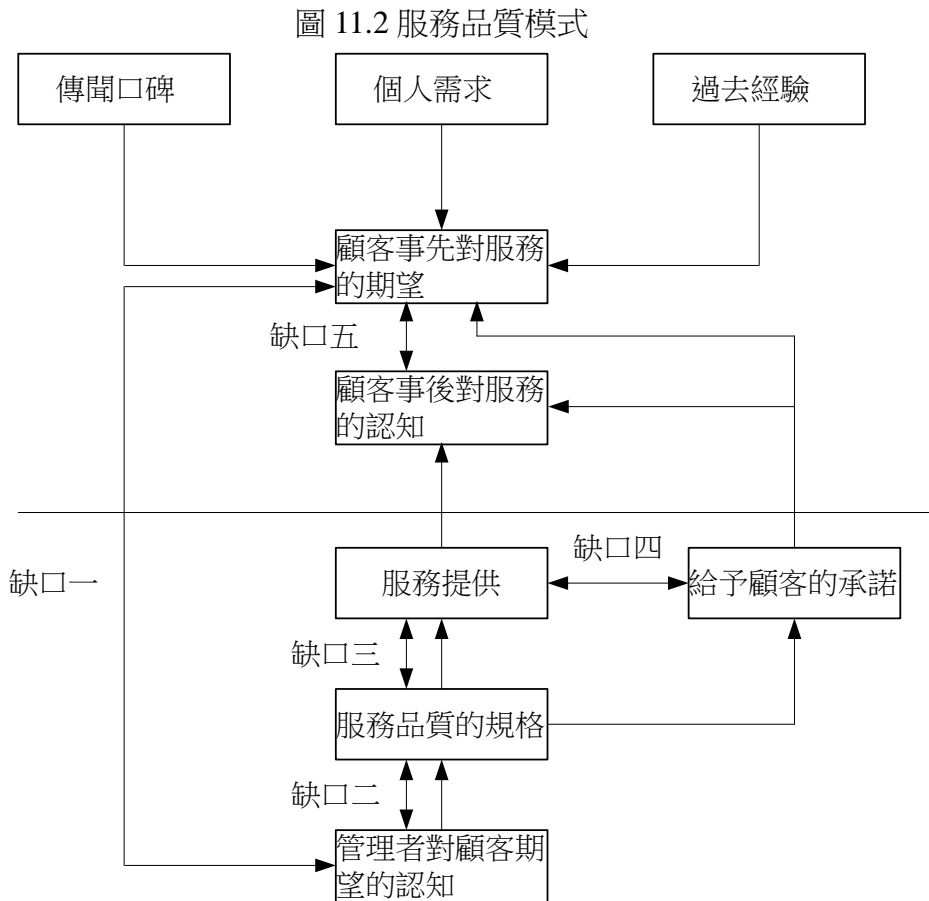 圖 11.2 服務品質模式
傳聞口碑
個人需求
過去經驗
顧客事先對服務
的期望
缺口五
顧客事後對服務
的認知
缺口一
服務提供
缺口四
給予顧客的承諾
缺口三
服務品質的規格
缺口二
管理者對顧客期
望的認知